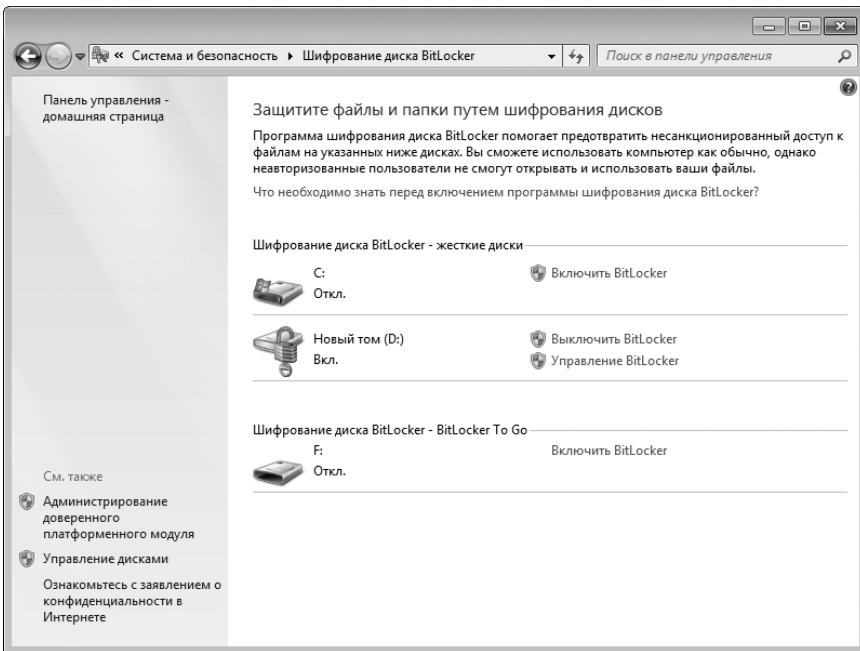 « Система и безопасность ▸ Шифрование диска BitLocker
Поиск в панели управления
Панель управления -
домашняя страница
Защитите файлы и папки путем шифрования дисков
Программа шифрования диска BitLocker помогает предотвратить несанкционированный доступ к
файлам на указанных ниже дисках. Вы сможете использовать компьютер как обычно, однако
неавторизованные пользователи не смогут открывать и использовать ваши файлы.
Что необходимо знать перед включением программы шифрования диска BitLocker?
Шифрование диска BitLocker - жесткие диски
C:
Включить BitLocker
Откл.
Новый том (D:)
Выключить BitLocker
Вкл.
Управление BitLocker
Шифрование диска BitLocker - BitLocker To Go
F:
Включить BitLocker
Откл.
См. также
Администрирование
доверенного
платформенного модуля
Управление дисками
Ознакомьтесь с заявлением о
конфиденциальности в
Интернете